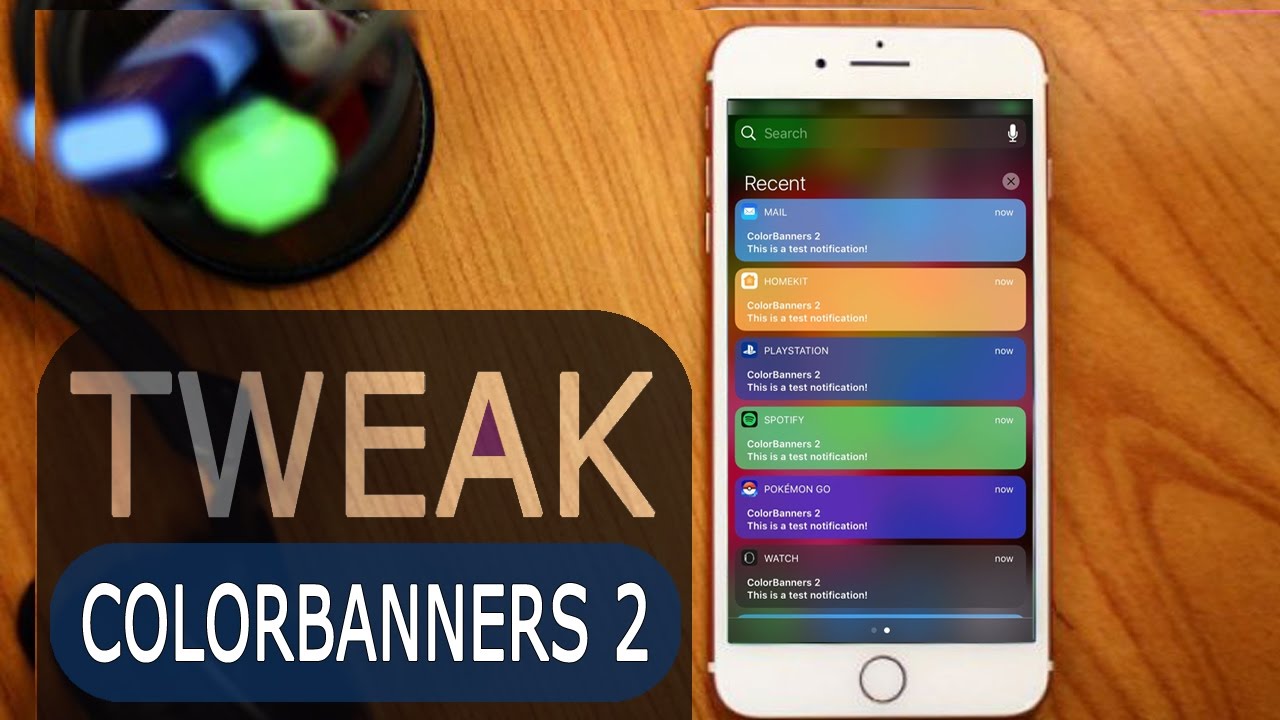 TWEAK
COLORBANNERS 2
Search
Recent
MAIL now
ColorBanners 2
This is a test notification!
HOMEKIT now
ColorBanners 2
This is a test notification!
PLAYSTATION now
ColorBanners 2
This is a test notification!
SPOTIFY now
ColorBanners 2
This is a test notification!
POKÉMON GO now
ColorBanners 2
This is a test notification!
WATCH now
ColorBanners 2
This is a test notification!